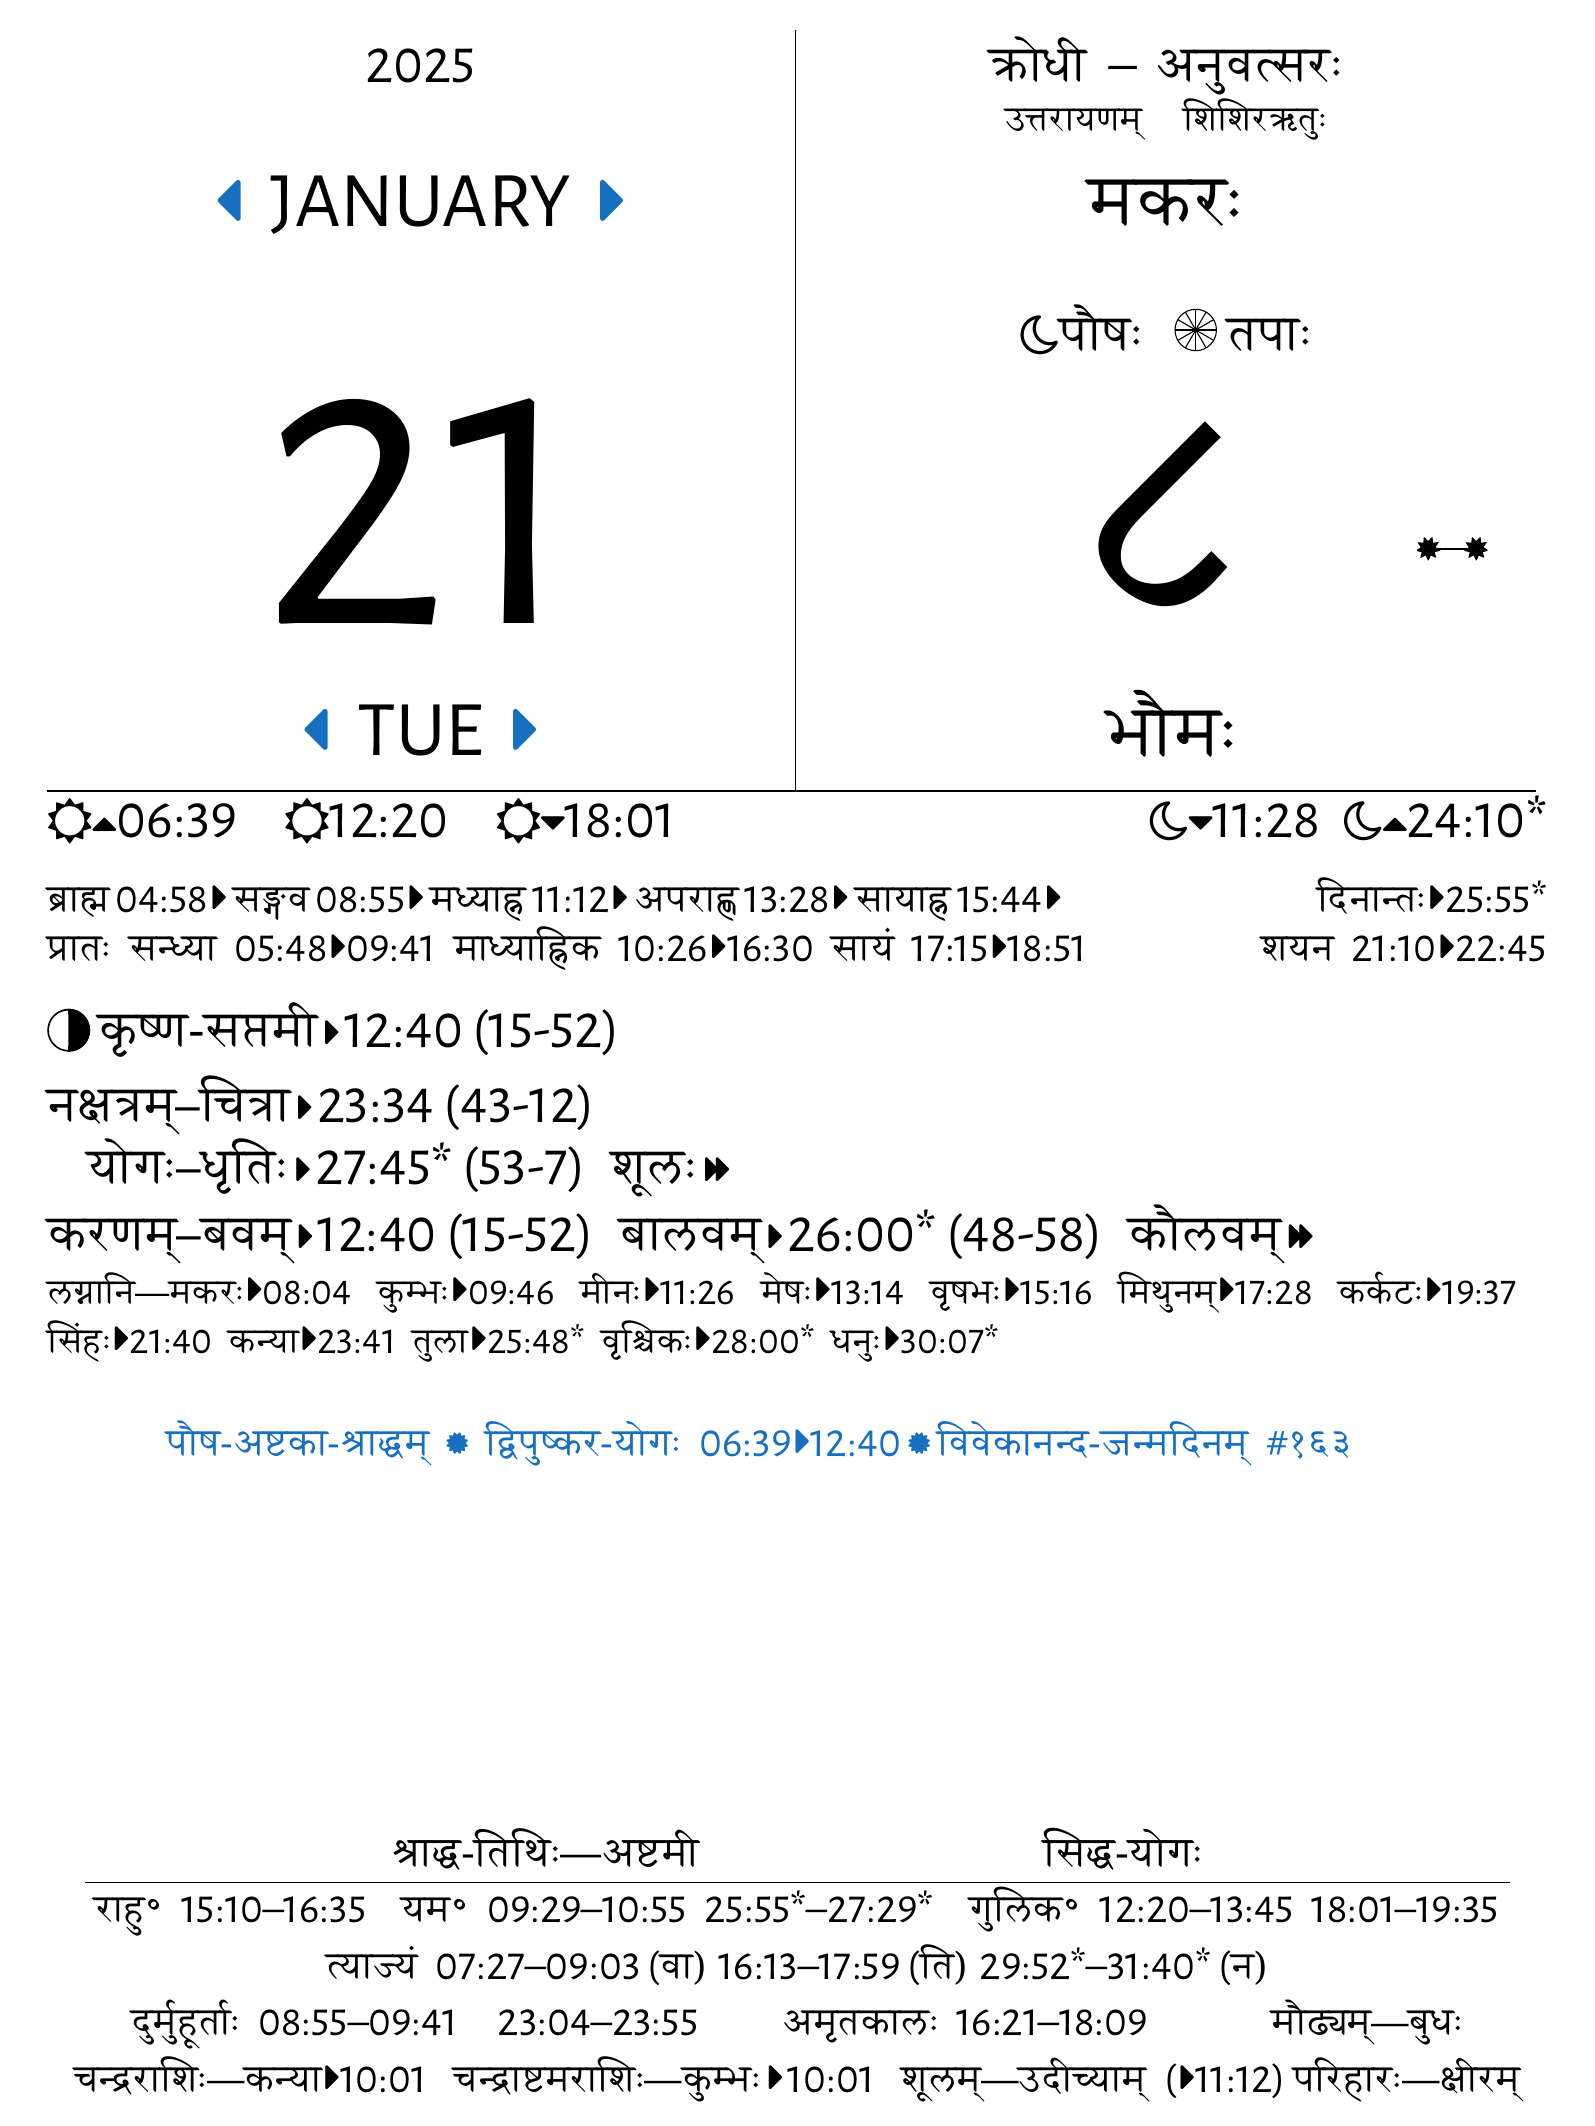 2025
JANUARY
21
TUE
क्रोधी – अनुवत्सरः
उत्तरायणम् शिशिरऋतुः
मकरः
पौषः तपाः
८
भौमः
06:39 12:20 18:01 11:28 24:10*
ब्राह्म 04:58 सङ्गव 08:55 मध्याह्न 11:12 अपराह्ण 13:28 सायाह्न 15:44 दिनान्तः 25:55*
प्रातः सन्ध्या 05:48 09:41 माध्याह्निक 10:26 16:30 सायं 17:15 18:51 शयन 21:10 22:45
कृष्ण-सप्तमी 12:40 (15-52)
नक्षत्रम्–चित्रा 23:34 (43-12)
योगः–धृतिः 27:45* (53-7) शूलः
करणम्–बवम् 12:40 (15-52) बालवम् 26:00* (48-58) कौलवम्
लग्नानि—मकरः 08:04 कुम्भः 09:46 मीनः 11:26 मेषः 13:14 वृषभः 15:16 मिथुनम् 17:28 कर्कटः 19:37
सिंहः 21:40 कन्या 23:41 तुला 25:48* वृश्चिकः 28:00* धनुः 30:07*
पौष-अष्टका-श्राद्धम् द्विपुष्कर-योगः 06:39 12:40 विवेकानन्द-जन्मदिनम् #१६३
श्राद्ध-तिथिः—अष्टमी सिद्ध-योगः
राहु° 15:10–16:35 यम° 09:29–10:55 25:55*–27:29* गुलिक° 12:20–13:45 18:01–19:35
त्याज्यं 07:27–09:03 (वा) 16:13–17:59 (ति) 29:52*–31:40* (न)
दुर्मुहूर्ताः 08:55–09:41 23:04–23:55 अमृतकालः 16:21–18:09 मौढ्यम्—बुधः
चन्द्रराशिः—कन्या 10:01 चन्द्राष्टमराशिः—कुम्भः 10:01 शूलम्—उदीच्याम् (11:12) परिहारः—क्षीरम्